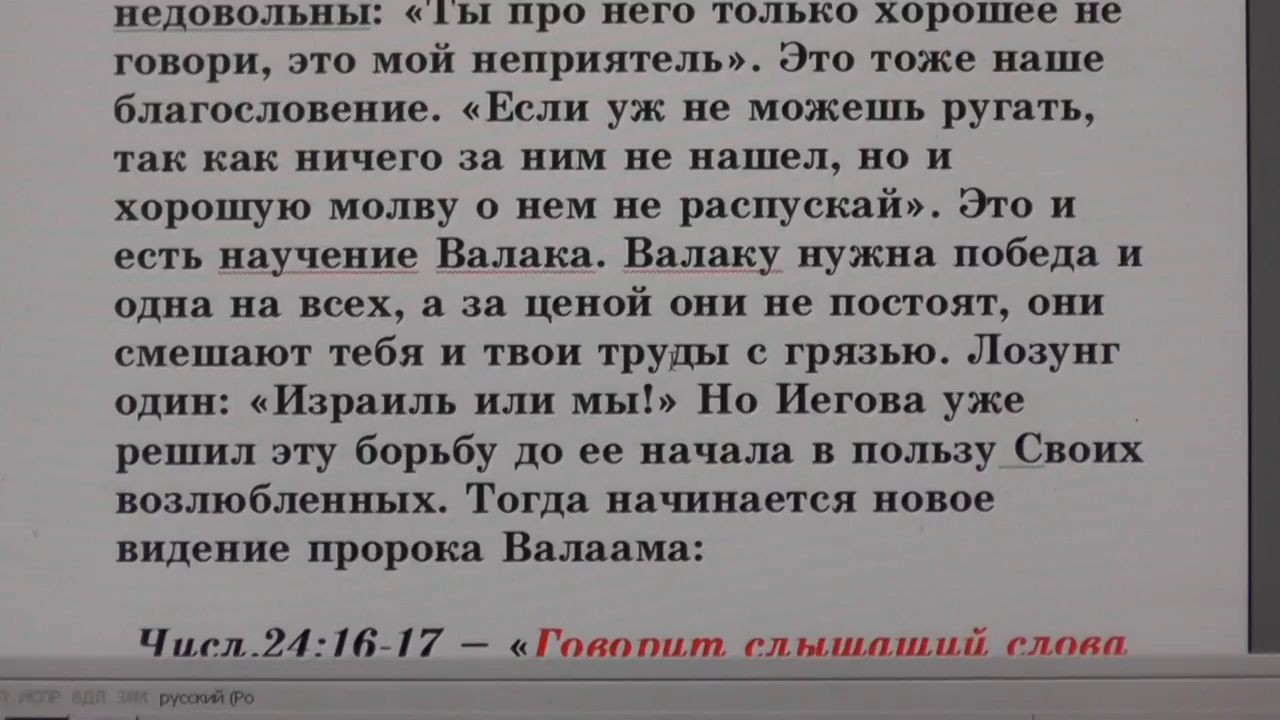 недовольны: «Ты про него только хорошее не
говори, это мой неприятель». Это тоже наше
благословение. «Если уж не можешь ругать,
так как ничего за ним не нашел, но и
хорошую молву о нем не распускай». Это и
есть научение Валака. Валаку нужна победа и
одна на всех, а за ценой они не постоят, они
смешают тебя и твои труды с грязью. Лозунг
один: «Израиль или мы!» Но Иегова уже
решил эту борьбу до ее начала в пользу Своих
возлюбленных. Тогда начинается новое
видение пророка Валаама:
Числ.24:16-17 – «Говорит слышащий слова
ИСПР ВДЛ ЗАМ русский (Ро